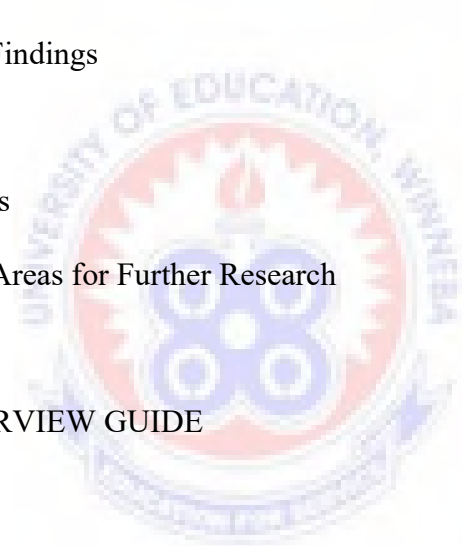 Findings
UNIVERSITY OF EDUCATION, WINNEBA
s
Areas for Further Research
RVIEW GUIDE